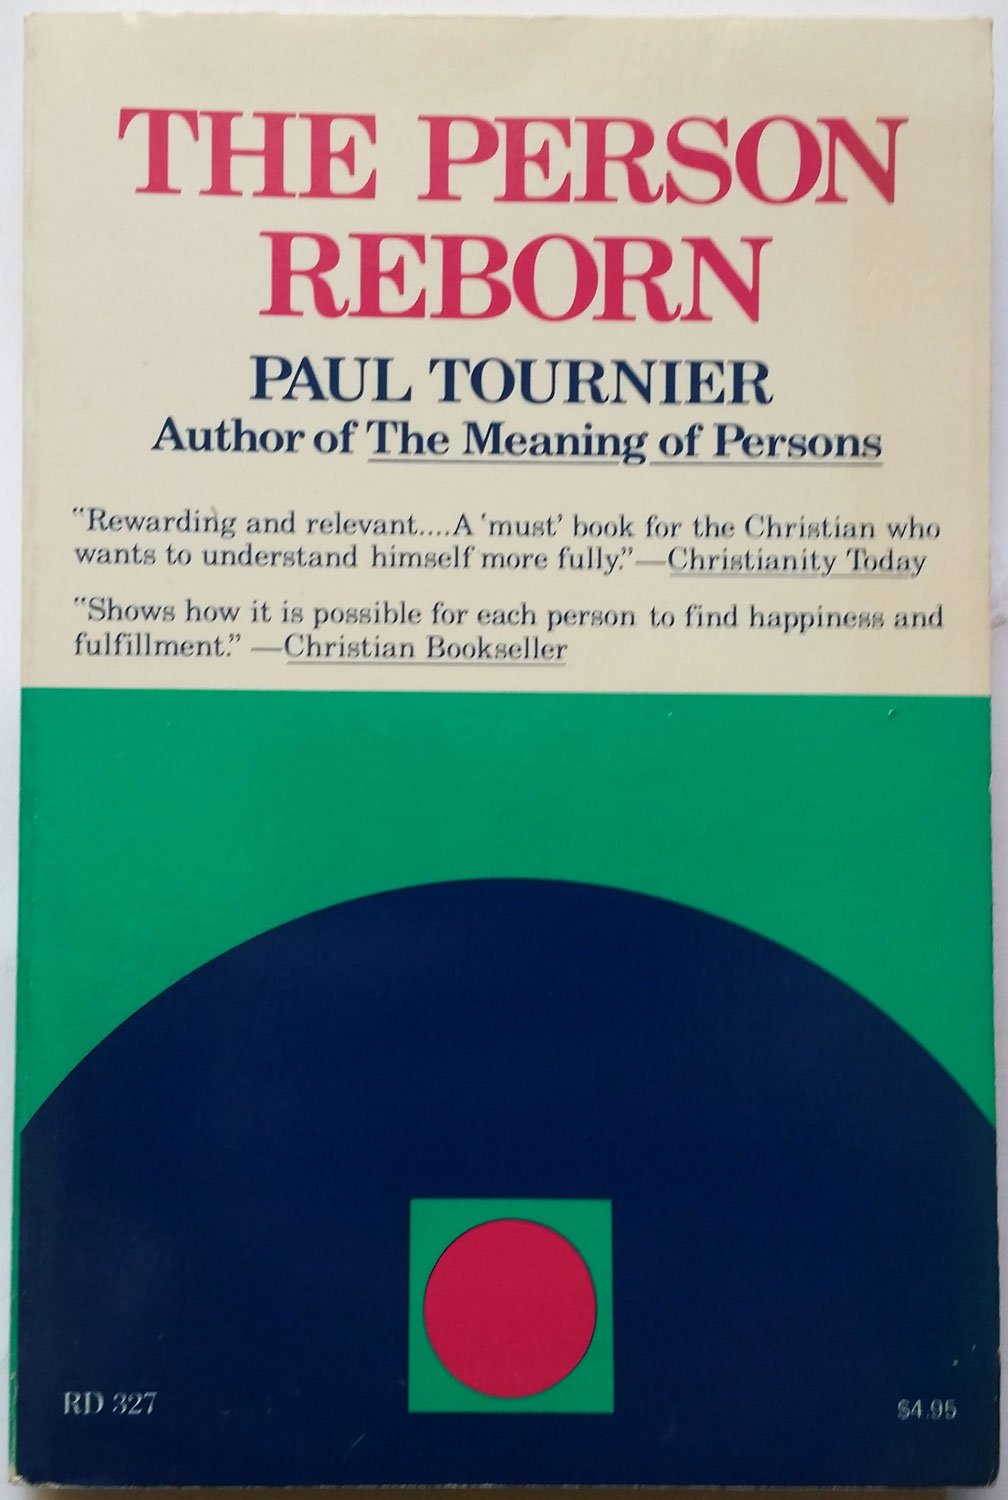 THE PERSON
REBORN
PAUL TOURNIER
Author of The Meaning of Persons
“Rewarding and relevant....A ‘must’ book for the Christian who
wants to understand himself more fully.”—Christianity Today
“Shows how it is possible for each person to find happiness and
fulfillment.” —Christian Bookseller
RD 327
$4.95